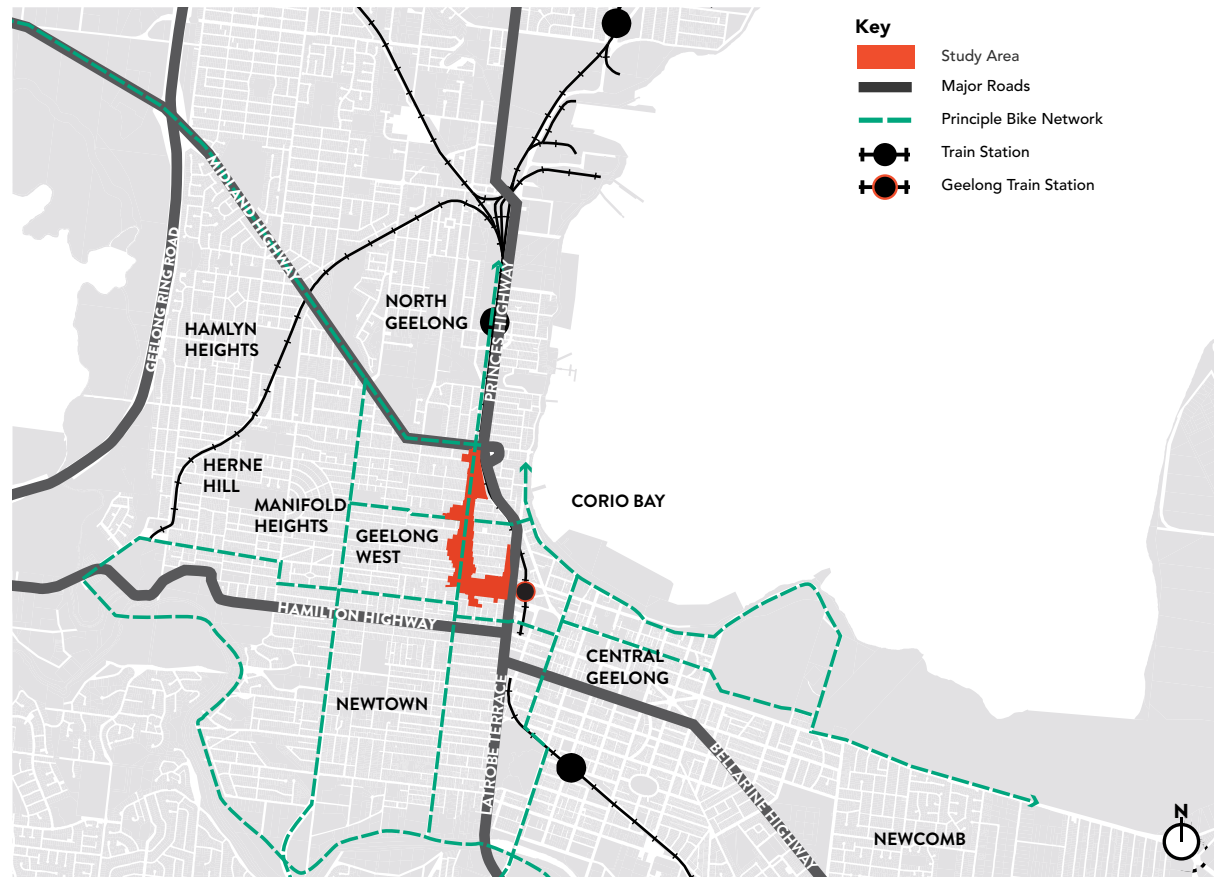 Key
Study Area
Major Roads
Principle Bike Network
Train Station
Geelong Train Station
MIDLAND HIGHWAY
GEELONG RING ROAD
PRINCES HIGHWAY
NORTH
GEELONG
HAMLYN
HEIGHTS
HERNE
HILL
MANIFOLD
HEIGHTS
GEELONG
WEST
CORIO BAY
HAMILTON HIGHWAY
CENTRAL
GEELONG
NEWTOWN
LATROBE TERRACE
BELLARINE HIGHWAY
NEWCOMB
N